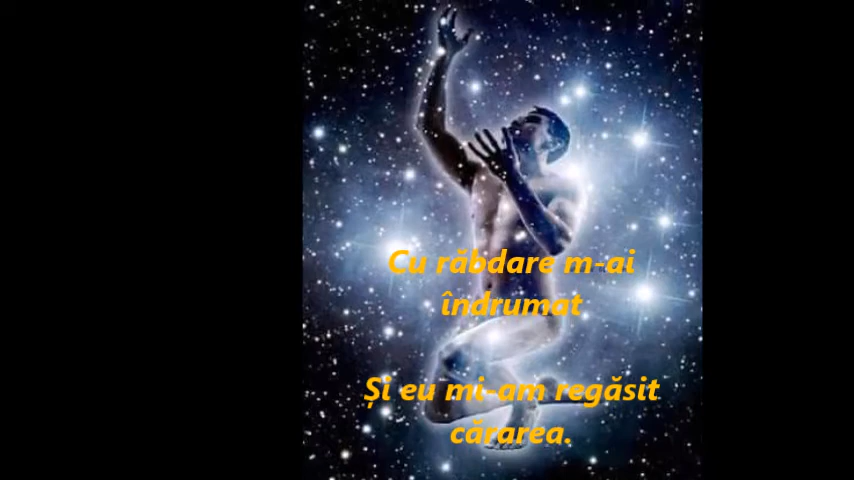 Cu răbdare m-ai
îndrumat
Și eu mi-am regăsit
cărarea.